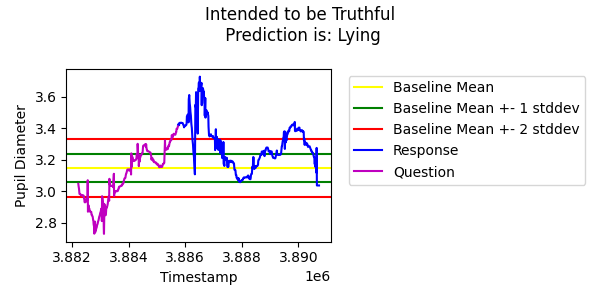 Intended to be Truthful
Prediction is: Lying
Baseline Mean
Baseline Mean +- 1 stddev
Baseline Mean +- 2 stddev
Response
Question
Pupil Diameter
3.6
3.4
3.2
3.0
2.8
3.882 3.884 3.886 3.888 3.890
1e6
Timestamp